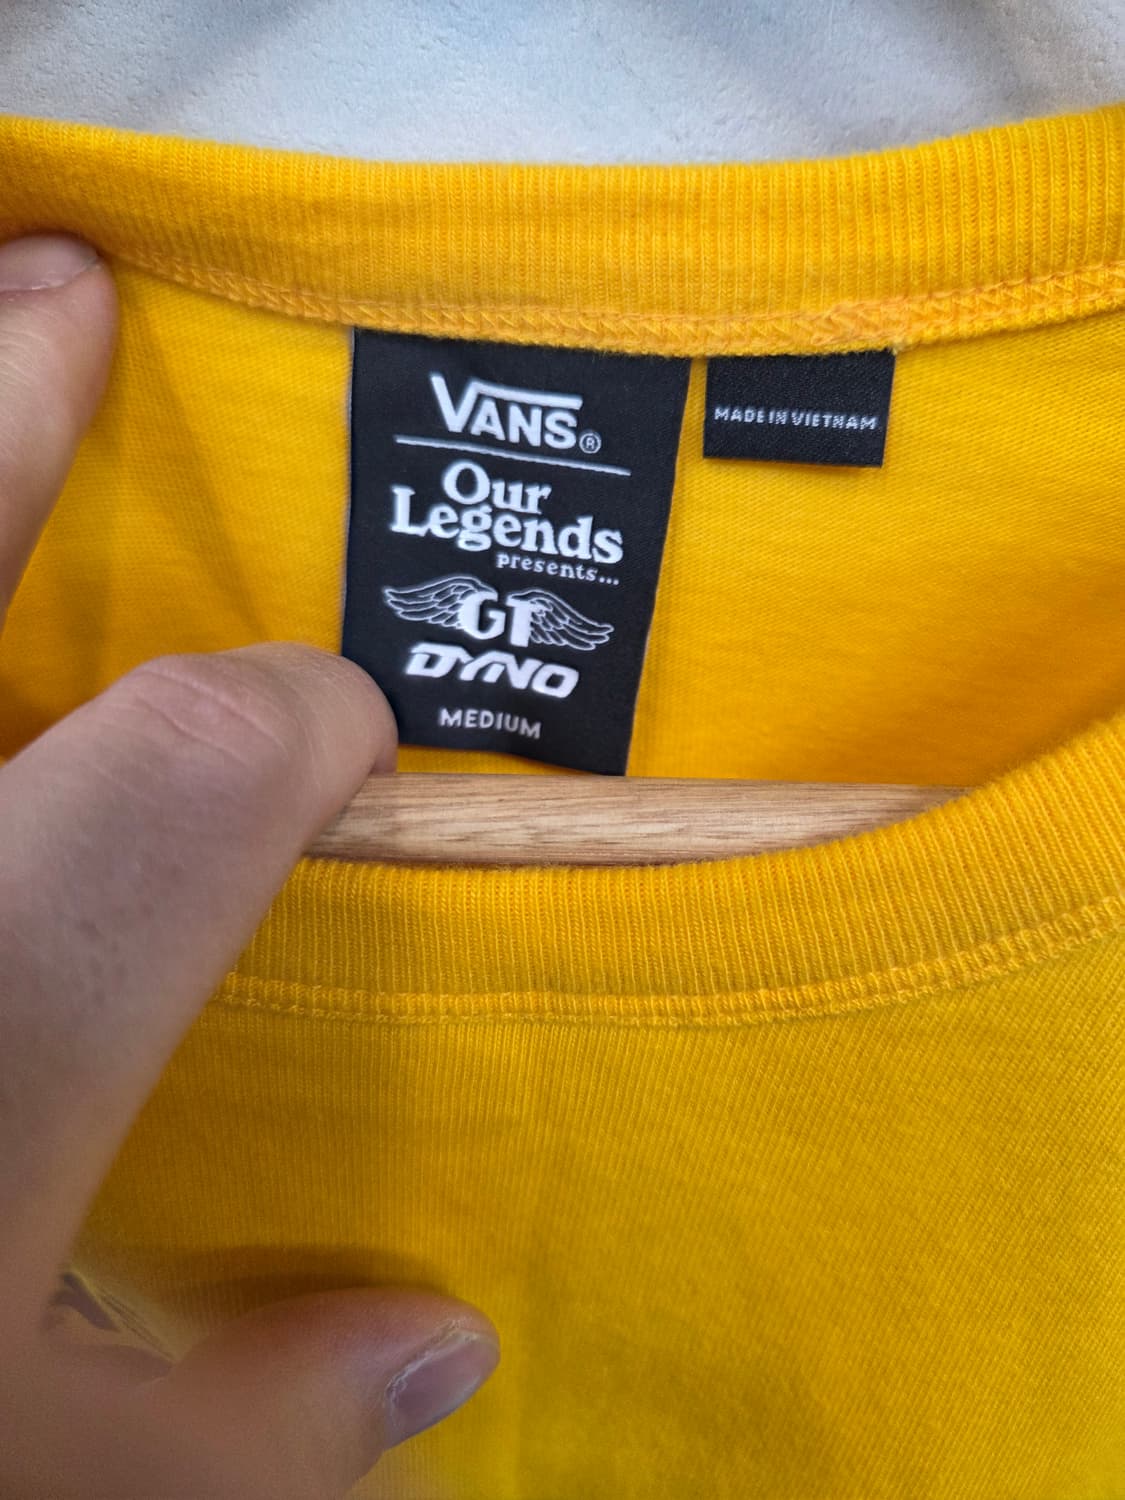 VANS®
Our
Legends
presents...
GT
DYNO
MEDIUM
MADE IN VIETNAM